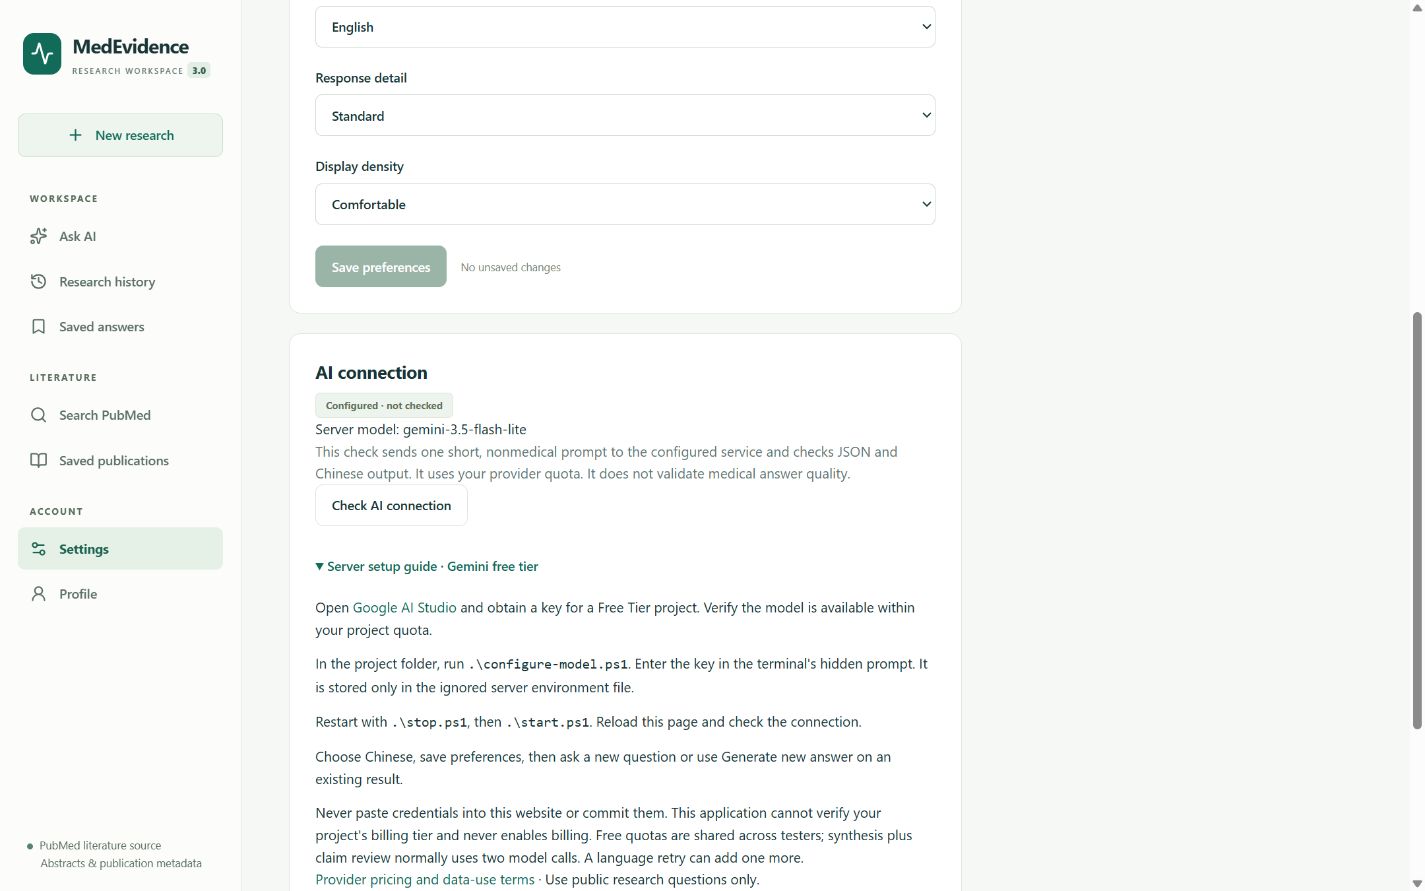 MedEvidence
RESEARCH WORKSPACE 3.0
New research
WORKSPACE
Ask AI
Research history
Saved answers
LITERATURE
Search PubMed
Saved publications
ACCOUNT
Settings
Profile
PubMed literature source
Abstracts & publication metadata
English
Response detail
Standard
Display density
Comfortable
Save preferences
No unsaved changes
AI connection
Configured · not checked
Server model: gemini-3.5-flash-lite
This check sends one short, nonmedical prompt to the configured service and checks JSON and
Chinese output. It uses your provider quota. It does not validate medical answer quality.
Check AI connection
▼ Server setup guide · Gemini free tier
Open Google AI Studio and obtain a key for a Free Tier project. Verify the model is available within
your project quota.
In the project folder, run .\configure-model.ps1. Enter the key in the terminal's hidden prompt. It
is stored only in the ignored server environment file.
Restart with .\stop.ps1, then .\start.ps1. Reload this page and check the connection.
Choose Chinese, save preferences, then ask a new question or use Generate new answer on an
existing result.
Never paste credentials into this website or commit them. This application cannot verify your
project's billing tier and never enables billing. Free quotas are shared across testers; synthesis plus
claim review normally uses two model calls. A language retry can add one more.
Provider pricing and data-use terms · Use public research questions only.